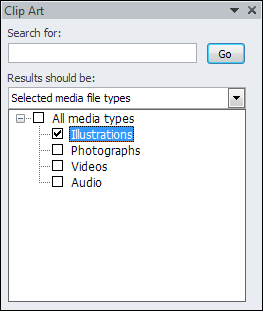 Clip Art
Search for:
Go
Results should be:
Selected media file types
All media types
Illustrations
Photographs
Videos
Audio